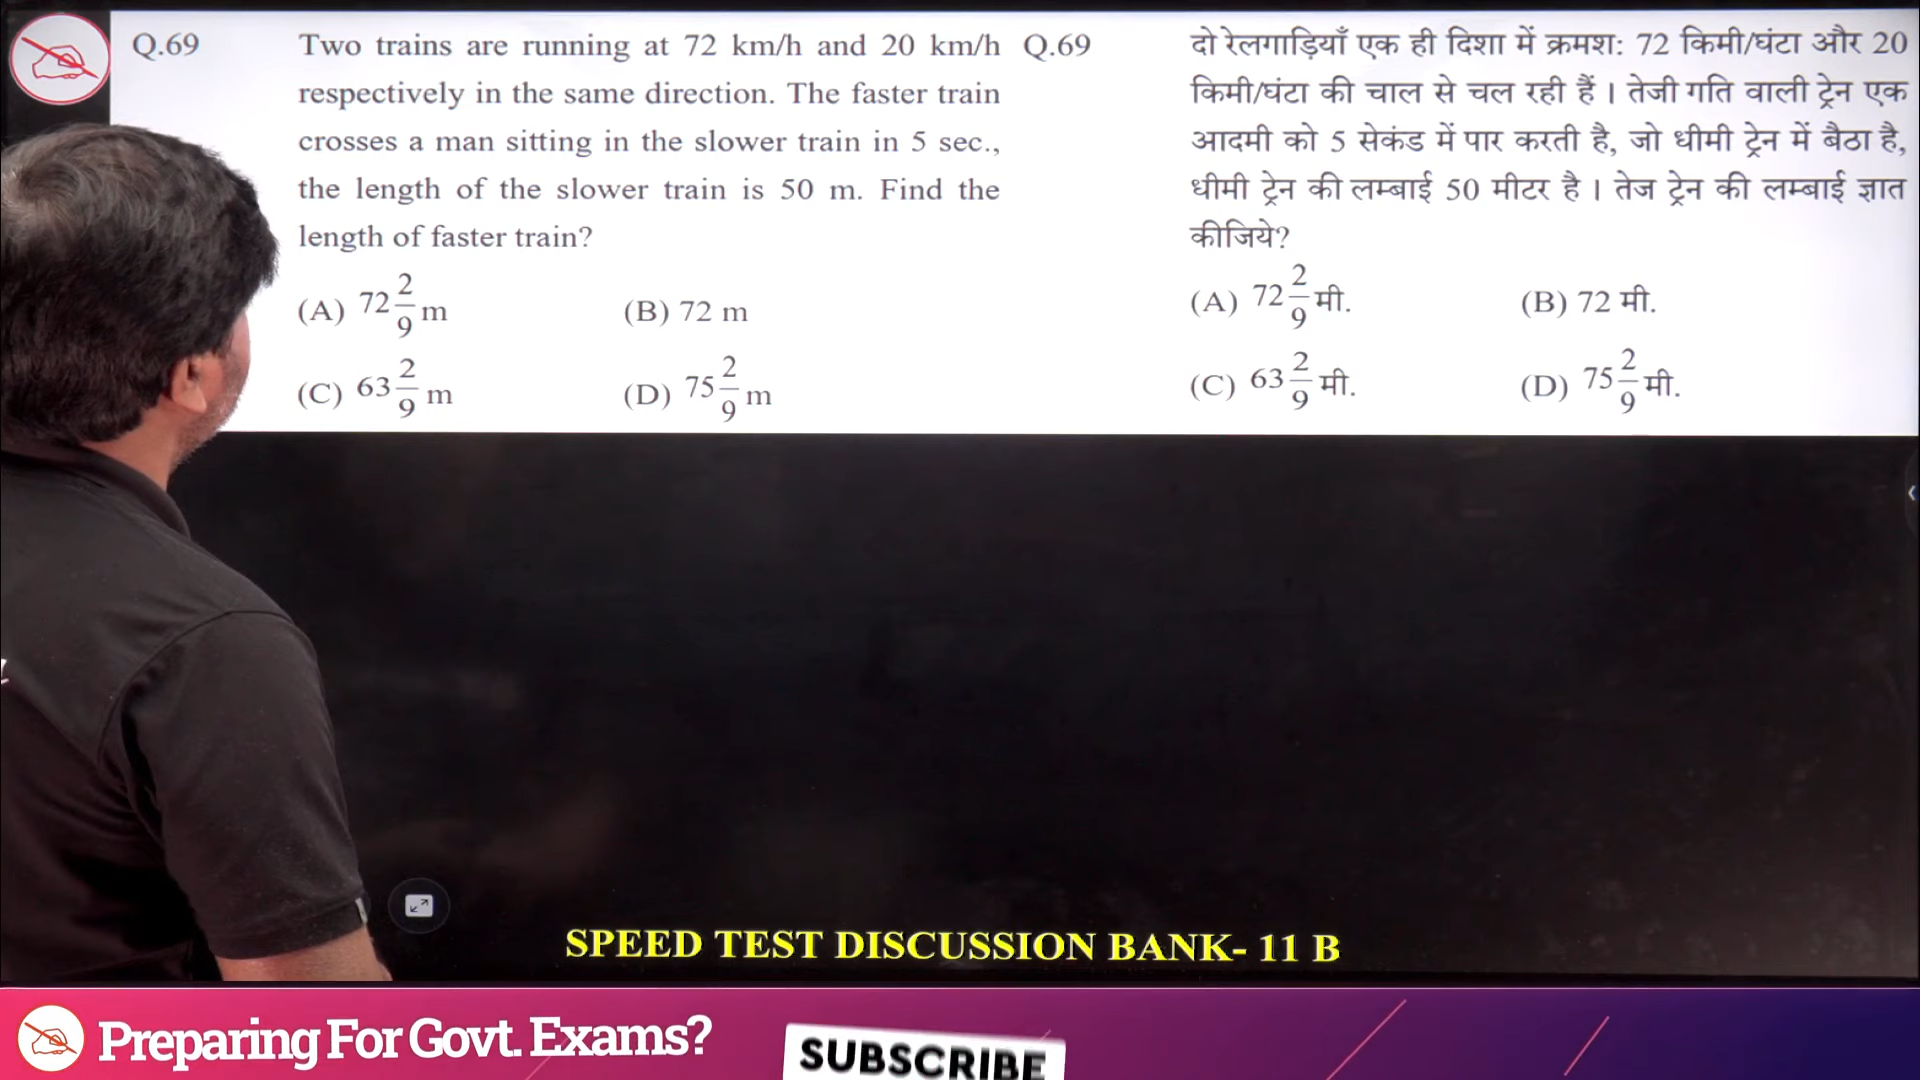 Q.69
Two trains are running at 72 km/h and 20 km/h
respectively in the same direction. The faster train
crosses a man sitting in the slower train in 5 sec.,
the length of the slower train is 50 m. Find the
length of faster train?
(A) 72 2/9 m (B) 72 m
(C) 63 2/9 m (D) 75 2/9 m
Q.69
दो रेलगाड़ियाँ एक ही दिशा में क्रमश: 72 किमी/घंटा और 20
किमी/घंटा की चाल से चल रही हैं । तेजी गति वाली ट्रेन एक
आदमी को 5 सेकंड में पार करती है, जो धीमी ट्रेन में बैठा है,
धीमी ट्रेन की लम्बाई 50 मीटर है । तेज ट्रेन की लम्बाई ज्ञात
कीजिये?
(A) 72 2/9 मी. (B) 72 मी.
(C) 63 2/9 मी. (D) 75 2/9 मी.
SPEED TEST DISCUSSION BANK- 11 B
Preparing For Govt. Exams?
SUBSCRIBE